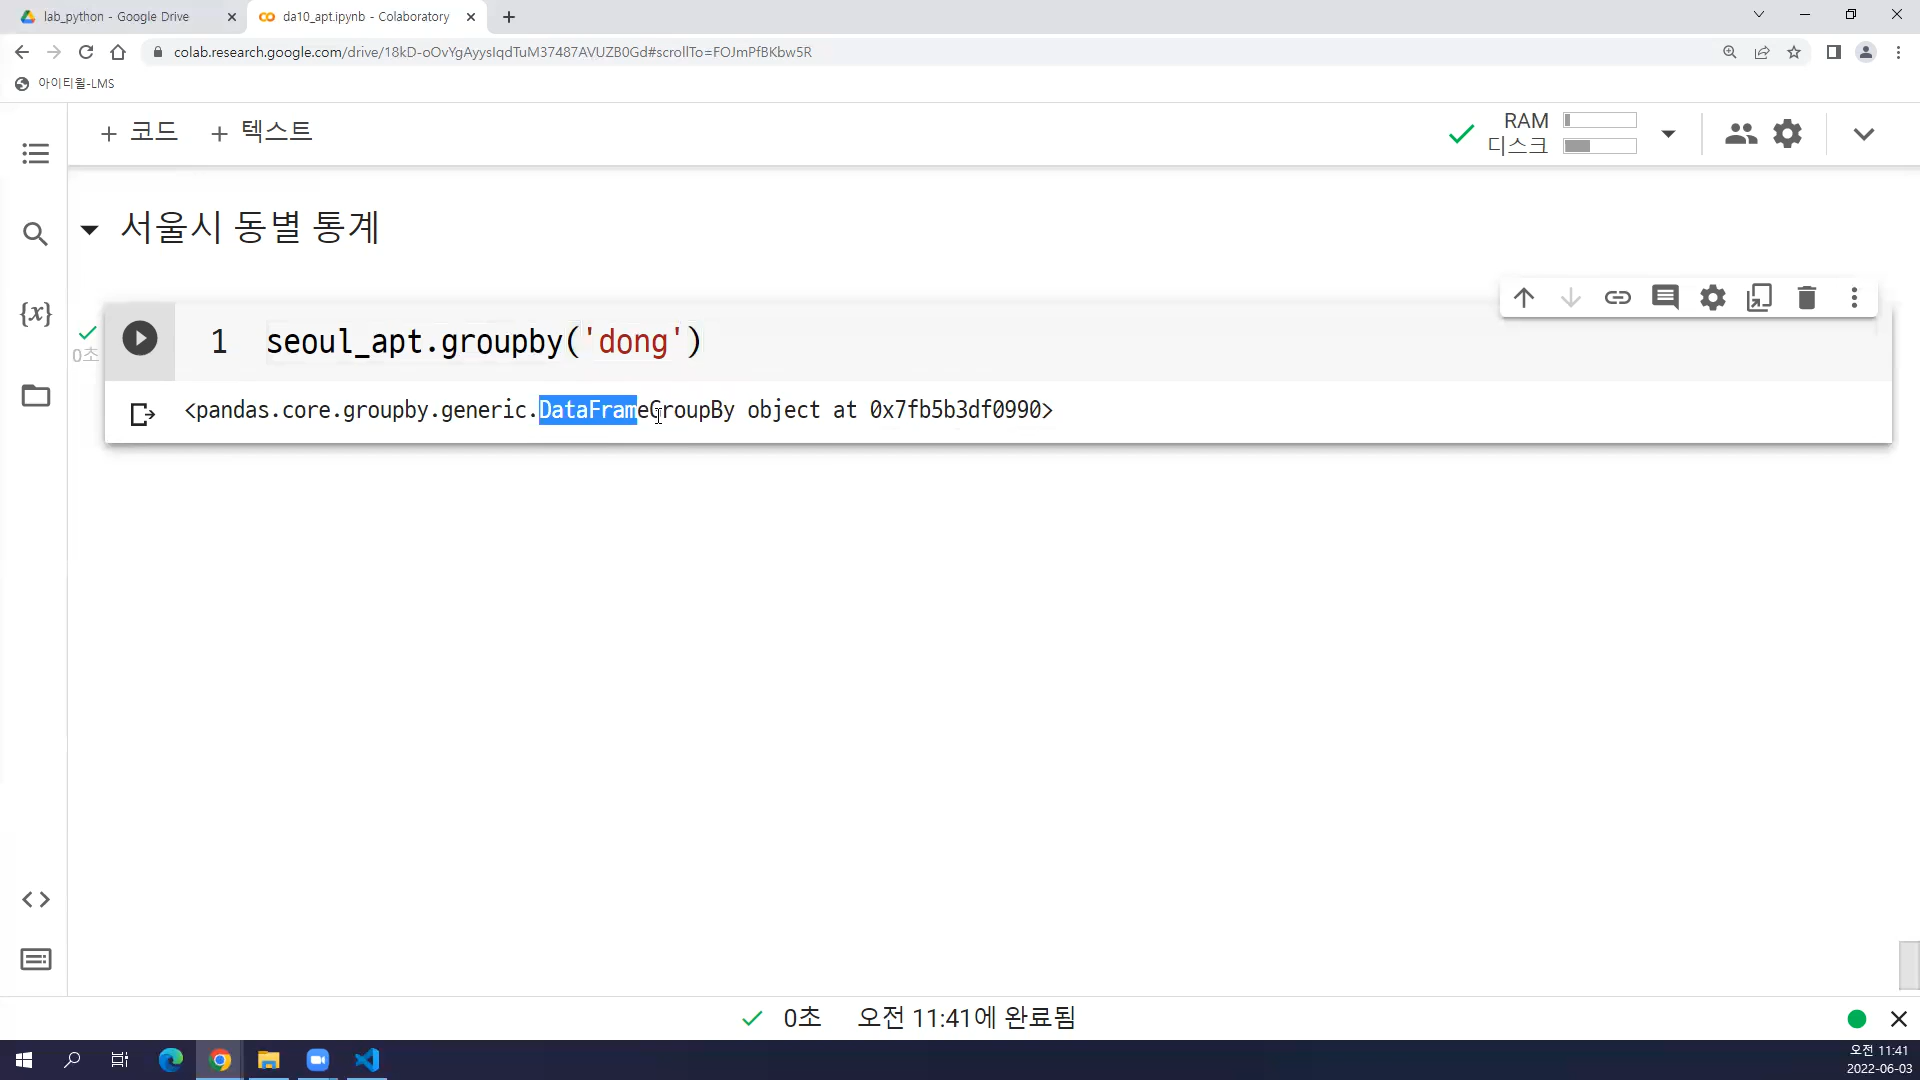 lab_python - Google Drive
da10_apt.ipynb - Colaboratory
colab.research.google.com/drive/18kD-oOvYgAyysIqdTuM37487AVUZB0Gd#scrollTo=FOJmPfBKbw5R
아이티윌-LMS
+ 코드 + 텍스트
RAM
디스크
서울시 동별 통계
{x}
0초
1 seoul_apt.groupby('dong')
<pandas.core.groupby.generic.DataFrameGroupBy object at 0x7fb5b3df0990>
0초 오전 11:41에 완료됨
오전 11:41
2022-06-03